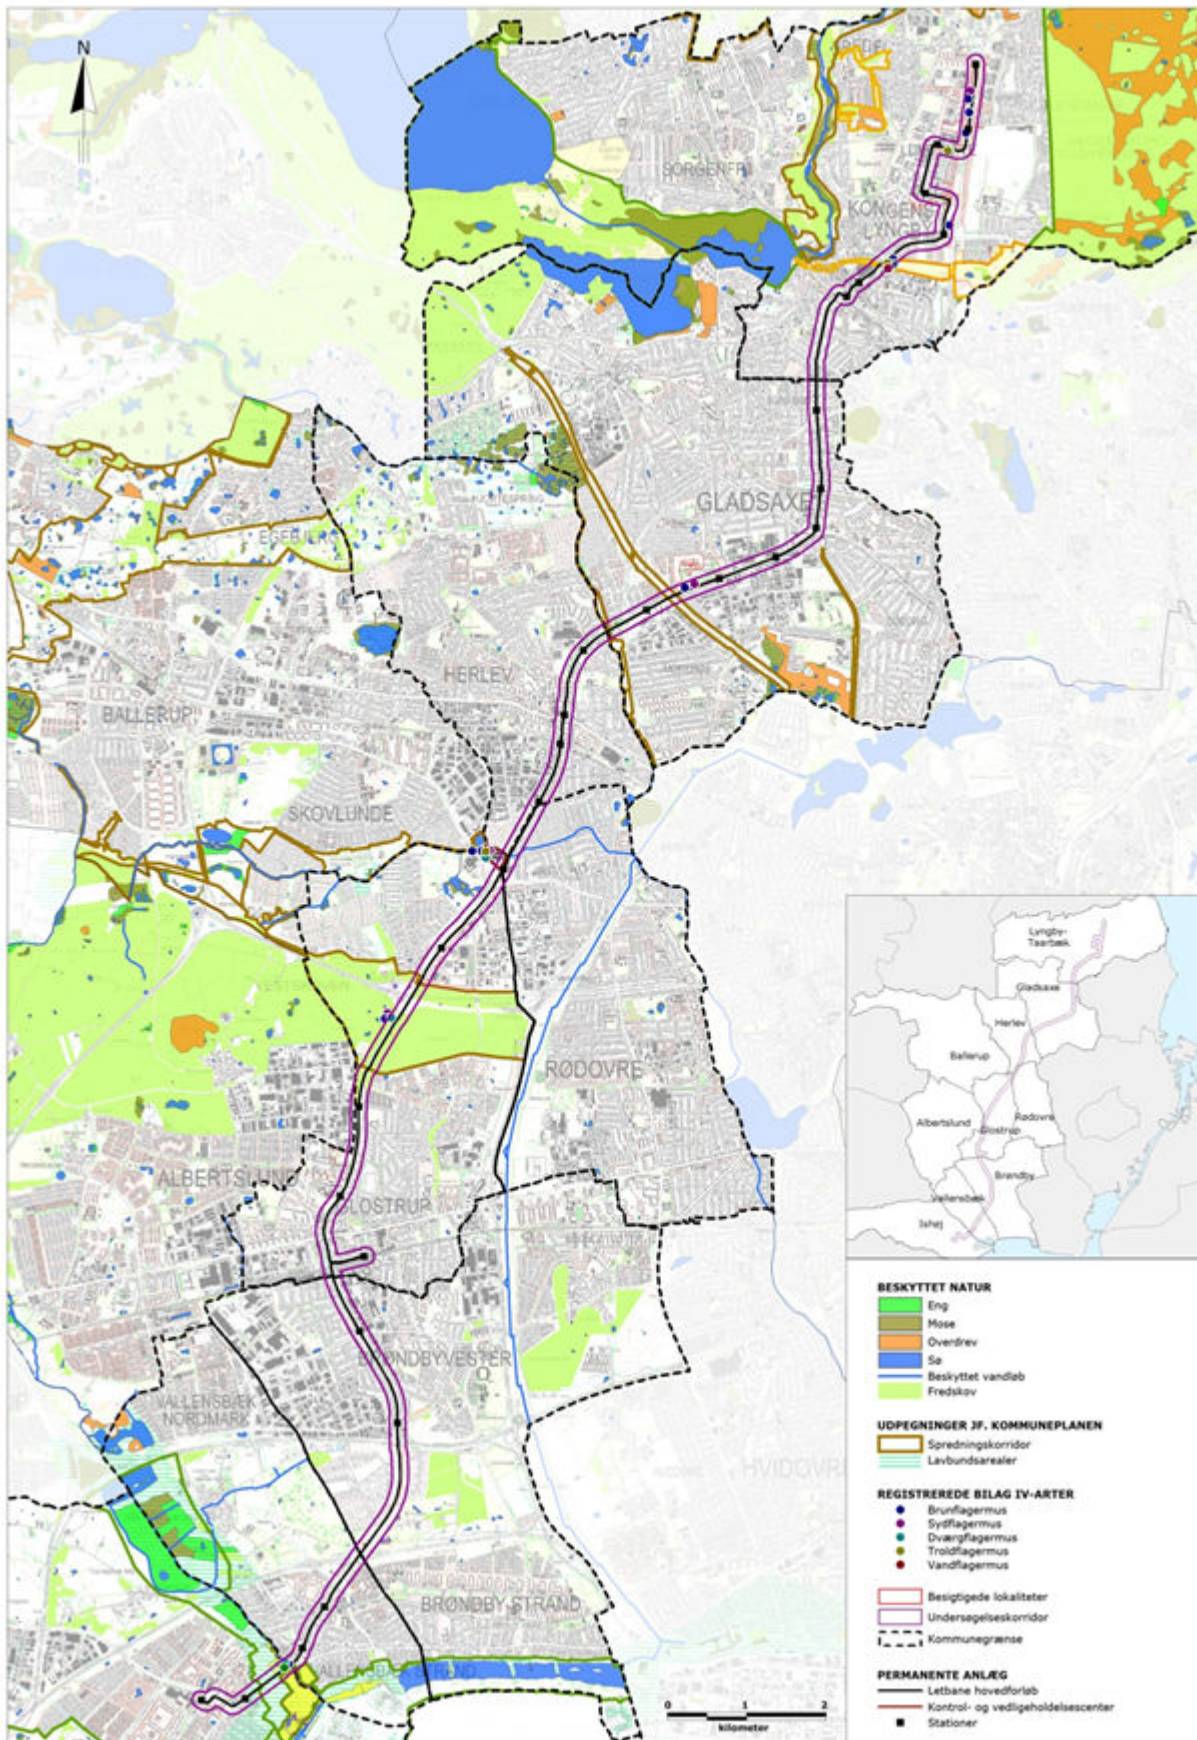 N
SORGENFRI
KONGENS
LYNGBY
GLADSAXE
EGEBJERG
HERLEV
BALLERUP
SKOVLUNDE
VESTSKOVEN
RØDOVRE
ALBERTSLUND
GLOSTRUP
BRØNDBYVESTER
VALLENSBÆK
NORDMARK
HVIDOVRE
BRØNDBY STRAND
VALLENSBÆK STRAND
0 1 2
kilometer
Lyngby-
Taarbæk
Gladsaxe
Herlev
Ballerup
Albertslund
Rødovre
Glostrup
Brøndby
Vallensbæk
Ishøj
BESKYTTET NATUR
Eng
Mose
Overdrev
Sø
Beskyttet vandløb
Fredskov
UDPEGNINGER JF. KOMMUNEPLANEN
Spredningskorridor
Lavbundsarealer
REGISTREREDE BILAG IV-ARTER
Brunflagermus
Sydflagermus
Dværgflagermus
Troldflagermus
Vandflagermus
Besigtigede lokaliteter
Undersøgelseskorridor
Kommunegrænse
PERMANENTE ANLÆG
Letbane hovedforløb
Kontrol- og vedligeholdelsescenter
Stationer